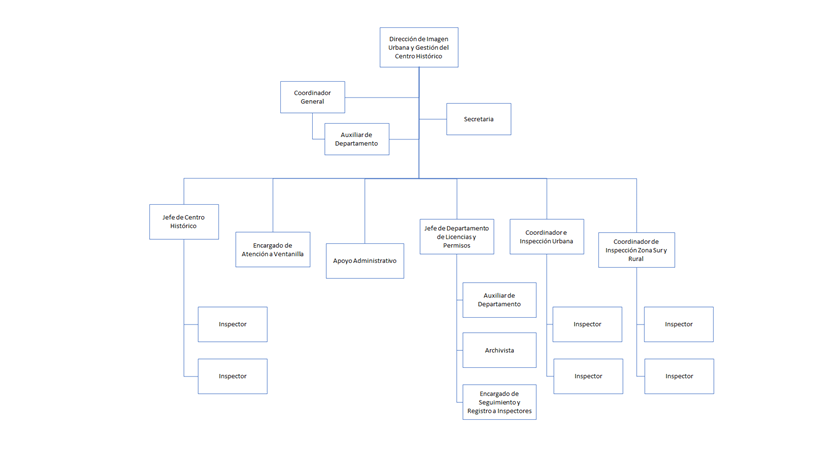 Dirección de Imagen
Urbana y Gestión del
Centro Histórico
Coordinador
General
Secretaria
Auxiliar de
Departamento
Jefe de Centro
Histórico
Encargado de
Atención a Ventanilla
Apoyo Administrativo
Jefe de Departamento
de Licencias y
Permisos
Coordinador e
Inspección Urbana
Coordinador de
Inspección Zona Sur y
Rural
Auxiliar de
Departamento
Archivista
Encargado de
Seguimiento y
Registro a Inspectores
Inspector
Inspector
Inspector
Inspector
Inspector
Inspector